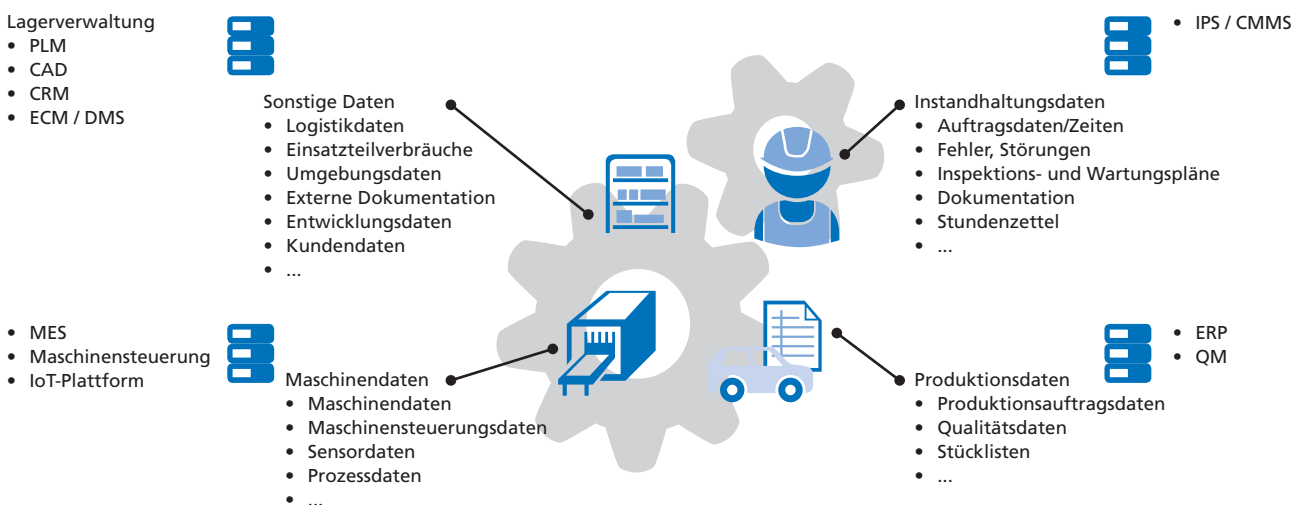 Lagerverwaltung
• PLM
• CAD
• CRM
• ECM / DMS
Sonstige Daten
• Logistikdaten
• Einsatzteilverbräuche
• Umgebungsdaten
• Externe Dokumentation
• Entwicklungsdaten
• Kundendaten
• ...
• IPS / CMMS
Instandhaltungsdaten
• Auftragsdaten/Zeiten
• Fehler, Störungen
• Inspektions- und Wartungspläne
• Dokumentation
• Stundenzettel
• ...
• MES
• Maschinensteuerung
• IoT-Plattform
Maschinendaten
• Maschinendaten
• Maschinensteuerungsdaten
• Sensordaten
• Prozessdaten
• ...
• ERP
• QM
Produktionsdaten
• Produktionsauftragsdaten
• Qualitätsdaten
• Stücklisten
• ...